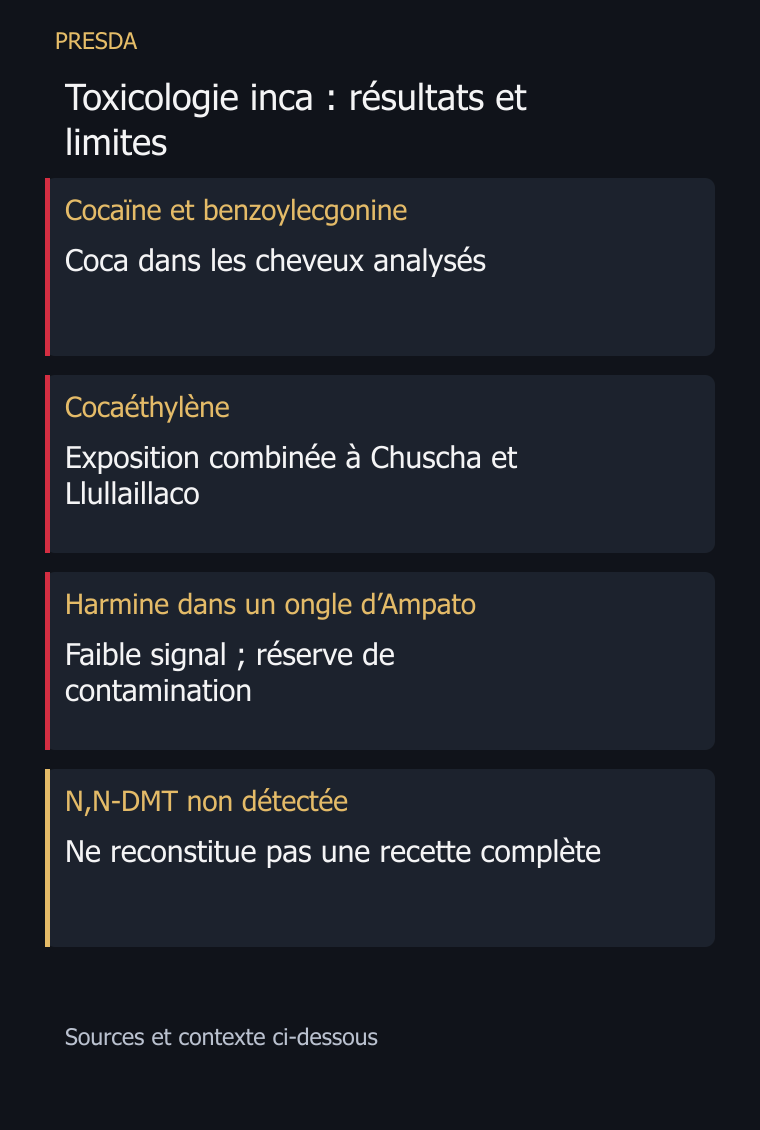 PRESDA
Toxicologie inca : résultats et
limites
Cocaïne et benzoylecgonine
Coca dans les cheveux analysés
Cocaéthylène
Exposition combinée à Chuscha et
Llullaillaco
Harmine dans un ongle d’Ampato
Faible signal ; réserve de
contamination
N,N-DMT non détectée
Ne reconstitue pas une recette complète
Sources et contexte ci-dessous